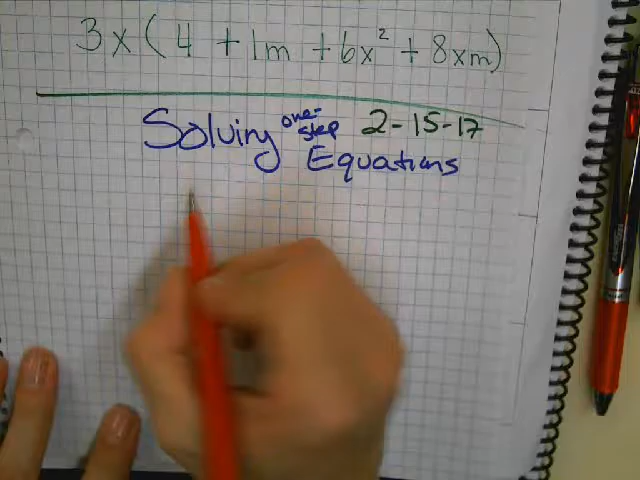 3x(4 + 1m + 6x² + 8xm)
Solving one-step 2-15-17
Equations